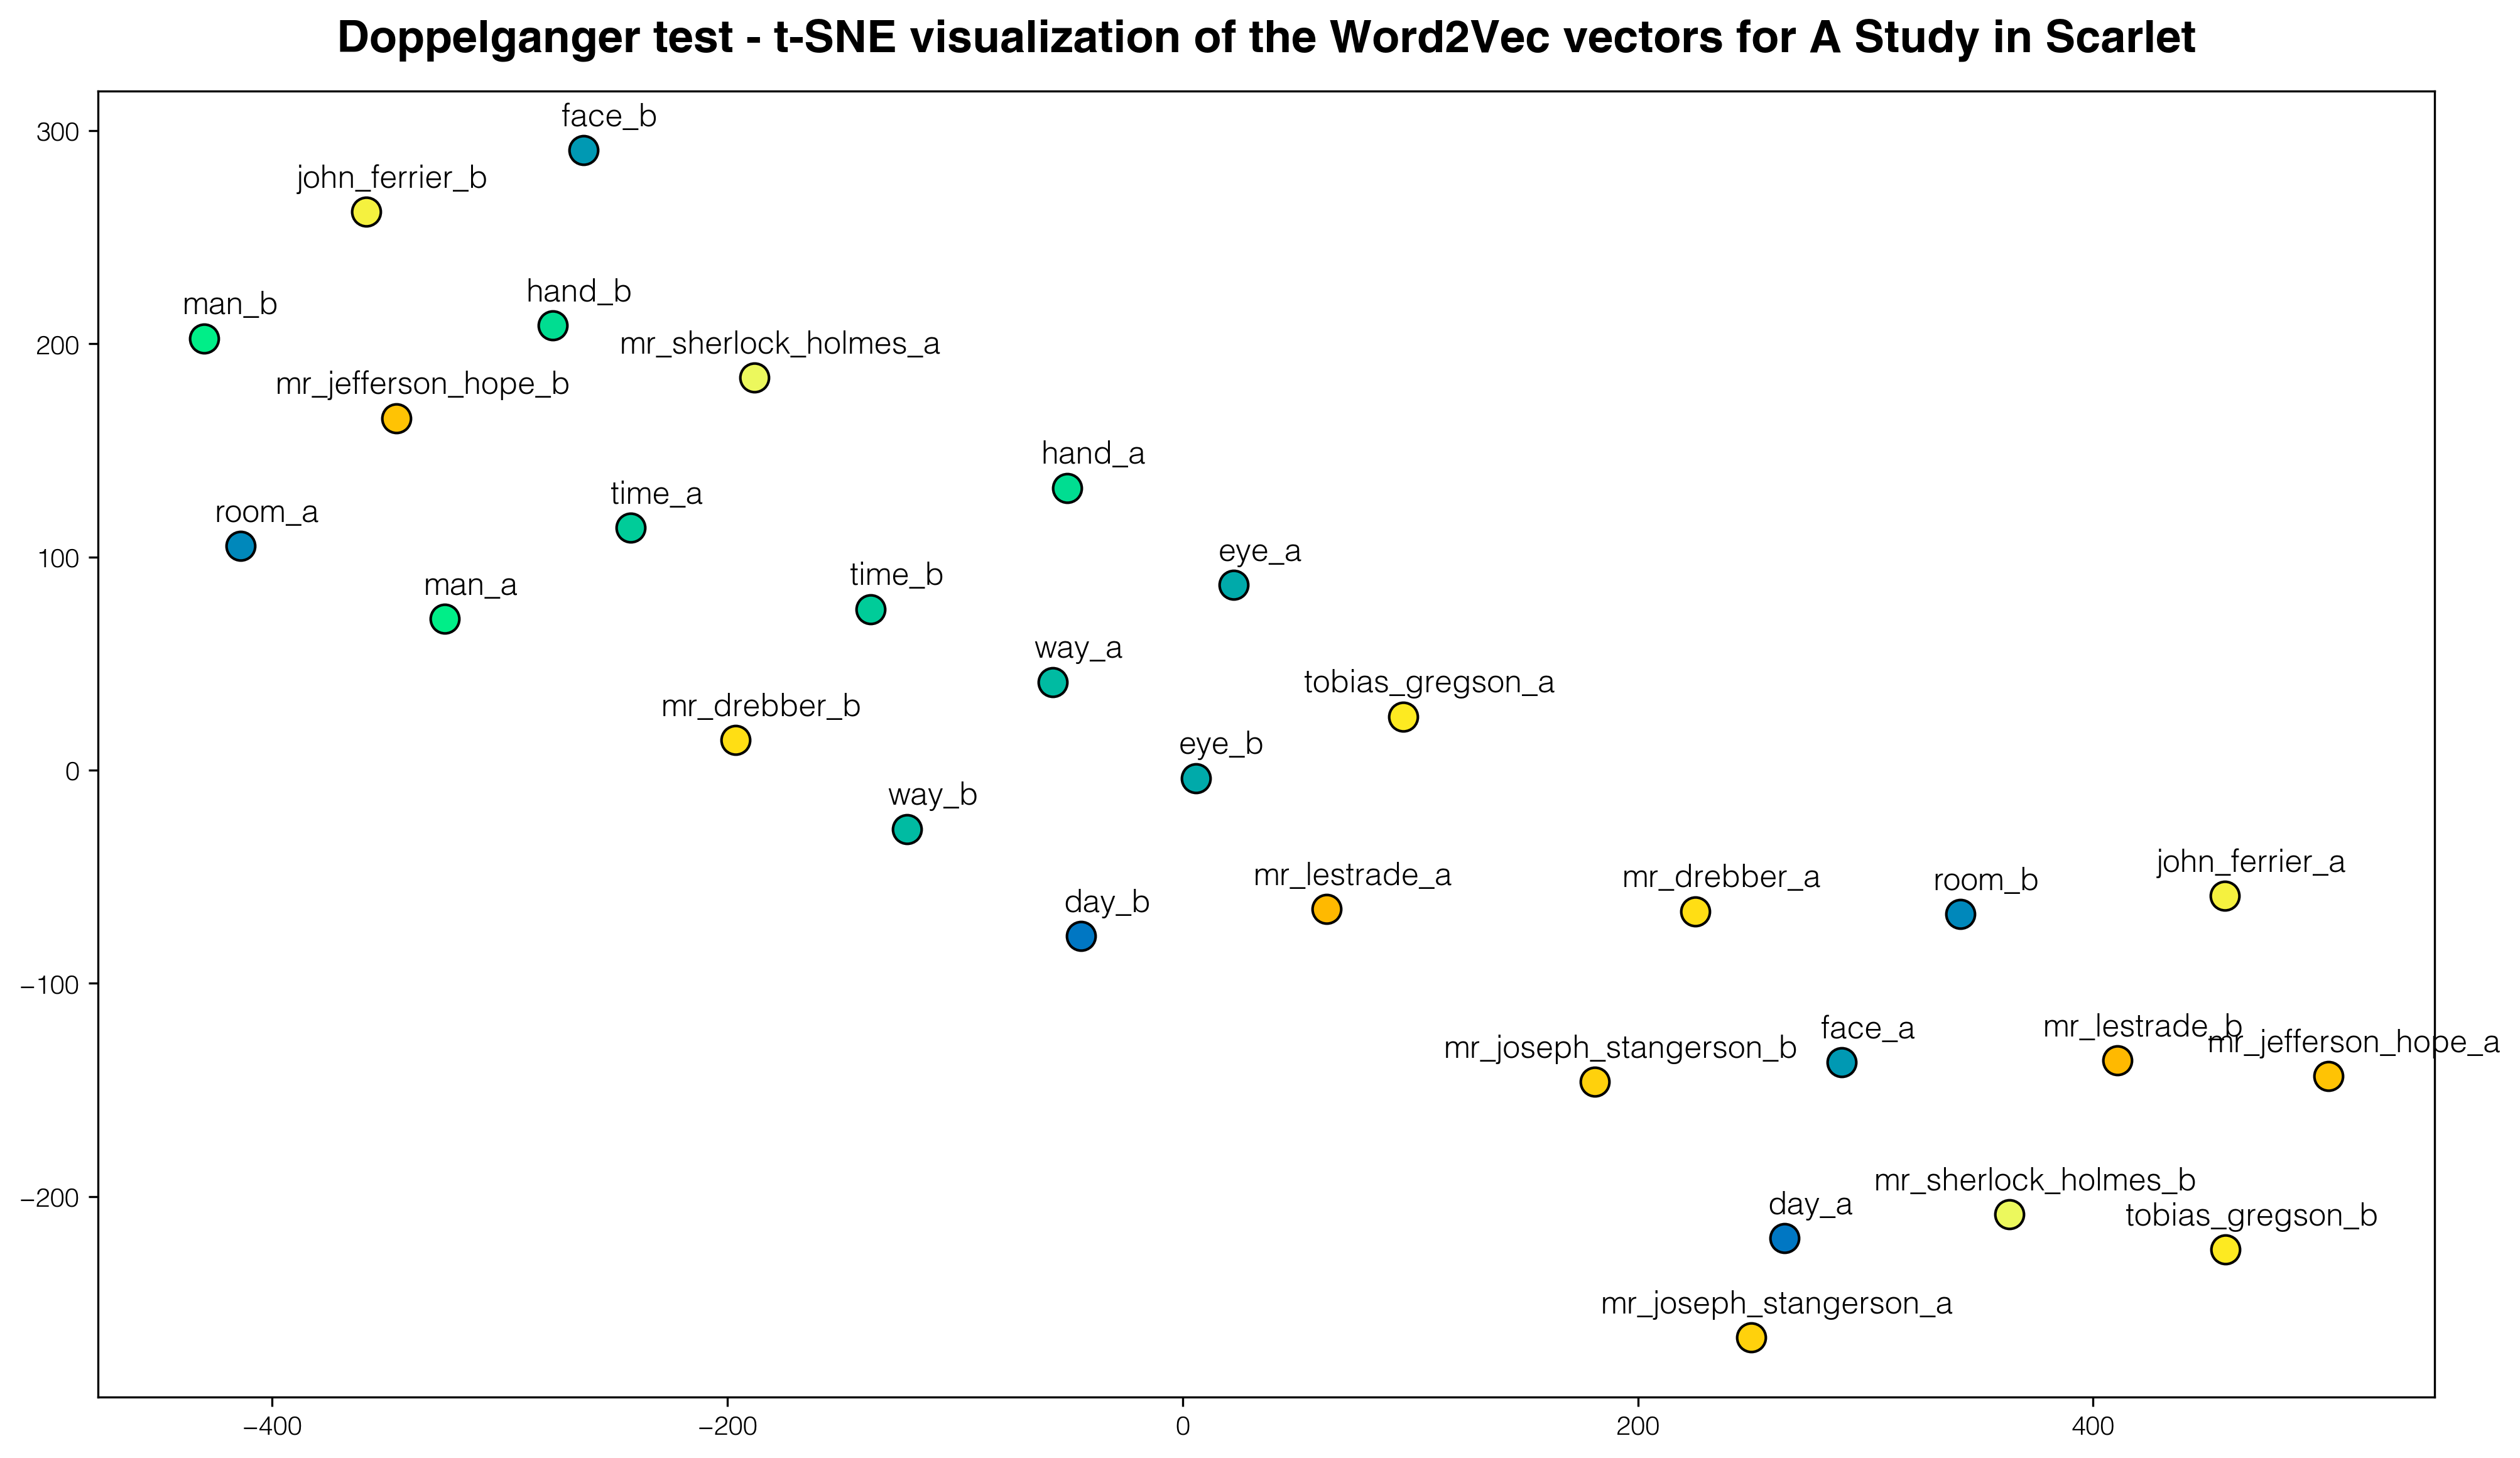 Doppelganger test - t-SNE visualization of the Word2Vec vectors for A Study in Scarlet
300
200
100
0
−100
−200
face_b
john_ferrier_b
hand_b
man_b
mr_sherlock_holmes_a
mr_jefferson_hope_b
hand_a
time_a
room_a
eye_a
time_b
man_a
way_a
tobias_gregson_a
mr_drebber_b
eye_b
way_b
john_ferrier_a
mr_lestrade_a
mr_drebber_a
room_b
day_b
mr_lestrade_b
face_a
mr_jefferson_hope_a
mr_joseph_stangerson_b
mr_sherlock_holmes_b
day_a
tobias_gregson_b
mr_joseph_stangerson_a
−400
−200
0
200
400